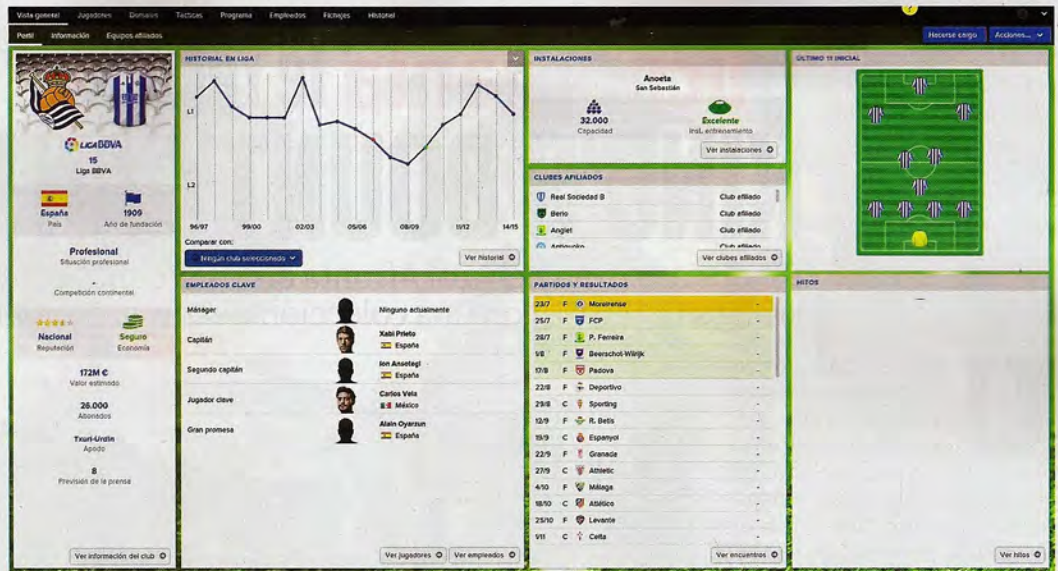 Vista general Jugadores Dinámica Tácticas Programa Empleados Fichajes Historial
Perfil Información Equipos afiliados
Hacerse cargo Acciones...
LIGA BBVA
15
Liga BBVA
España
País
1909
Año de fundación
Profesional
Situación profesional
-
Competición continental
Nacional
Reputación
Seguro
Economía
172M €
Valor estimado
26.000
Abonados
Txuri-Urdin
Apodo
8
Previsión de la prensa
Ver información del club
HISTORIAL EN LIGA
L1
L2
96/97 99/00 02/03 05/06 08/09 11/12 14/15
Comparar con:
Ningún club seleccionado
Ver historial
INSTALACIONES
Anoeta
San Sebastián
32.000
Capacidad
Excelente
Inst. entrenamiento
Ver instalaciones
CLUBES AFILIADOS
Real Sociedad B Club afiliado
Berio Club afiliado
Anglet Club afiliado
Club afiliado
Ver clubes afiliados
ÚLTIMO 11 INICIAL
EMPLEADOS CLAVE
Mánager Ninguno actualmente
Capitán Xabi Prieto
España
Segundo capitán Ion Ansotegi
España
Jugador clave Carlos Vela
México
Gran promesa Alain Oyarzun
España
Ver jugadores Ver empleados
PARTIDOS Y RESULTADOS
23/7 F Moreirense -
25/7 F FCP -
28/7 F P. Ferreira -
1/8 F Beerschot-Wilrijk -
17/8 F Padova -
22/8 F Deportivo -
29/8 C Sporting -
12/9 F R. Betis -
19/9 C Espanyol -
22/9 F Granada -
27/9 C Athletic -
4/10 F Málaga -
18/10 C Atlético -
25/10 F Levante -
1/11 C Celta -
Ver encuentros
HITOS
Ver hitos